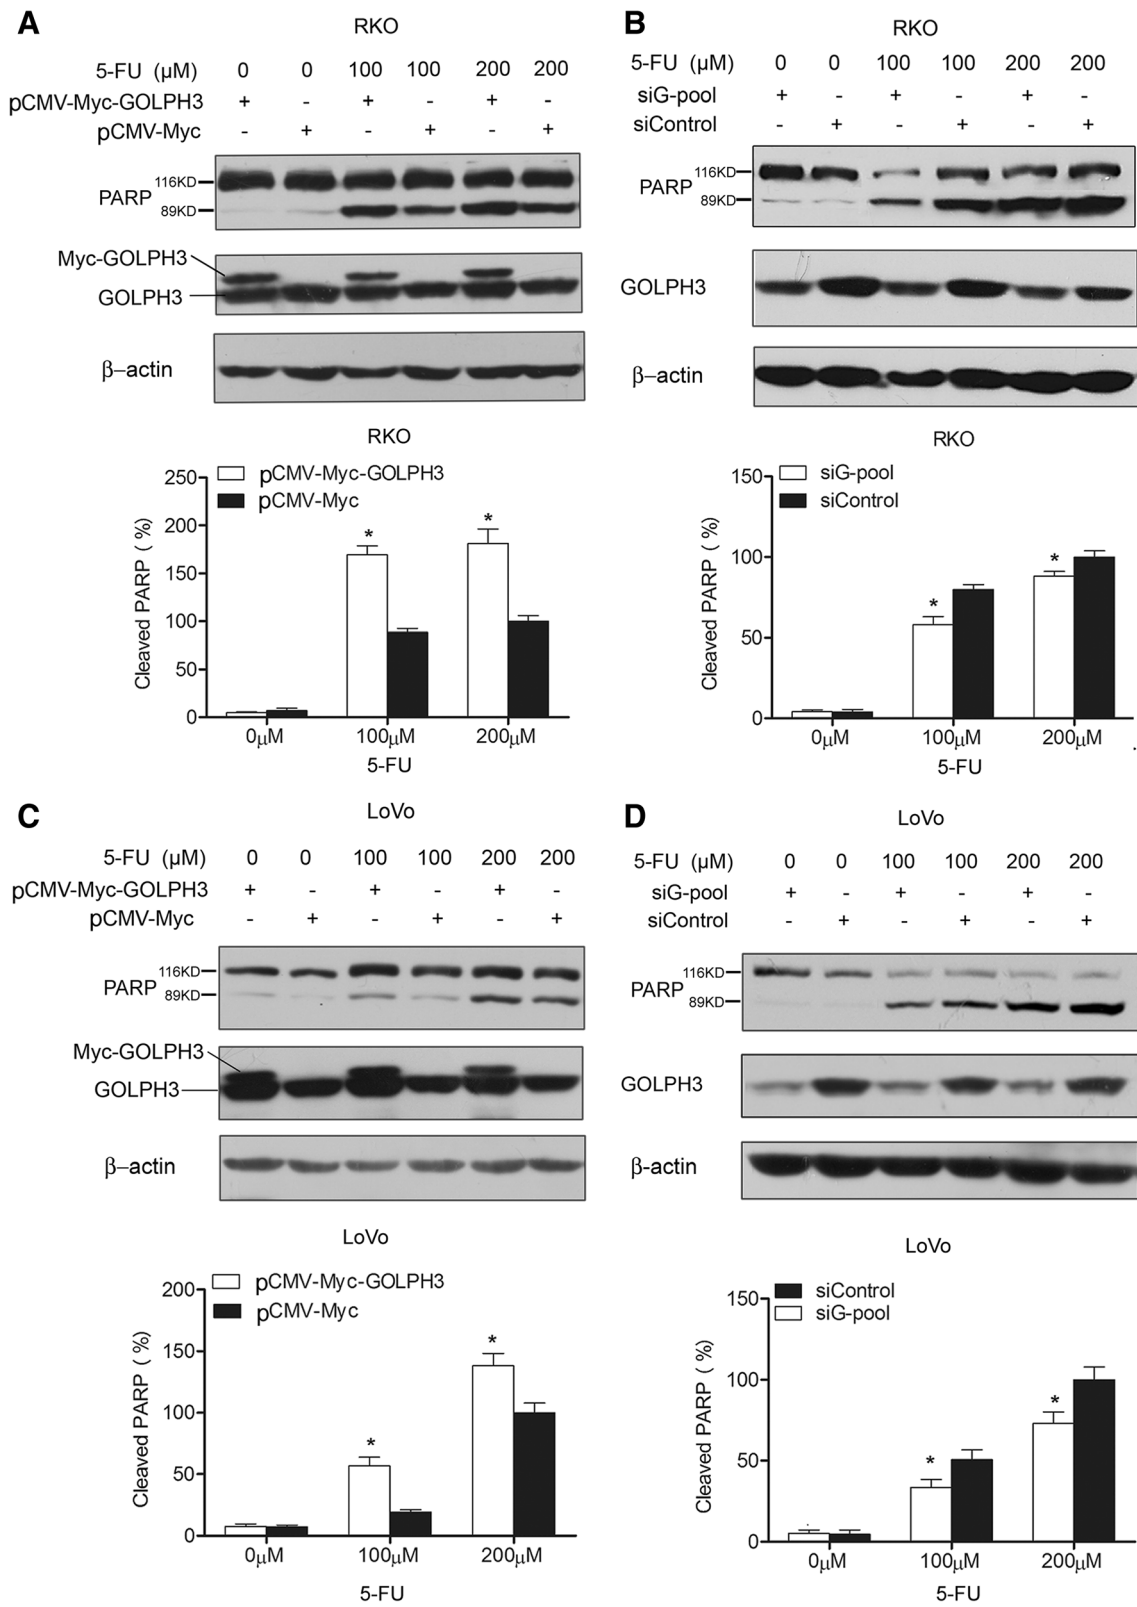 A
RKO
5-FU (μM) 0 0 100 100 200 200
pCMV-Myc-GOLPH3 + - + - + -
pCMV-Myc - + - + - +
116KD
PARP
89KD
Myc-GOLPH3
GOLPH3
β-actin
RKO
pCMV-Myc-GOLPH3
pCMV-Myc
Cleaved PARP ( %)
250
200
150
100
50
0
* *
0μM 100μM 200μM
5-FU
B
RKO
5-FU (μM) 0 0 100 100 200 200
siG-pool + - + - + -
siControl - + - + - +
116KD
PARP
89KD
GOLPH3
β-actin
RKO
siG-pool
siControl
Cleaved PARP ( %)
150
100
50
0
* *
0μM 100μM 200μM
5-FU
C
LoVo
5-FU (μM) 0 0 100 100 200 200
pCMV-Myc-GOLPH3 + - + - + -
pCMV-Myc - + - + - +
116KD
PARP
89KD
Myc-GOLPH3
GOLPH3
β-actin
LoVo
pCMV-Myc-GOLPH3
pCMV-Myc
Cleaved PARP ( %)
200
150
100
50
0
* *
0μM 100μM 200μM
5-FU
D
LoVo
5-FU (μM) 0 0 100 100 200 200
siG-pool + - + - + -
siControl - + - + - +
116KD
PARP
89KD
GOLPH3
β-actin
LoVo
siControl
siG-pool
Cleaved PARP ( %)
150
100
50
0
* *
0μM 100μM 200μM
5-FU